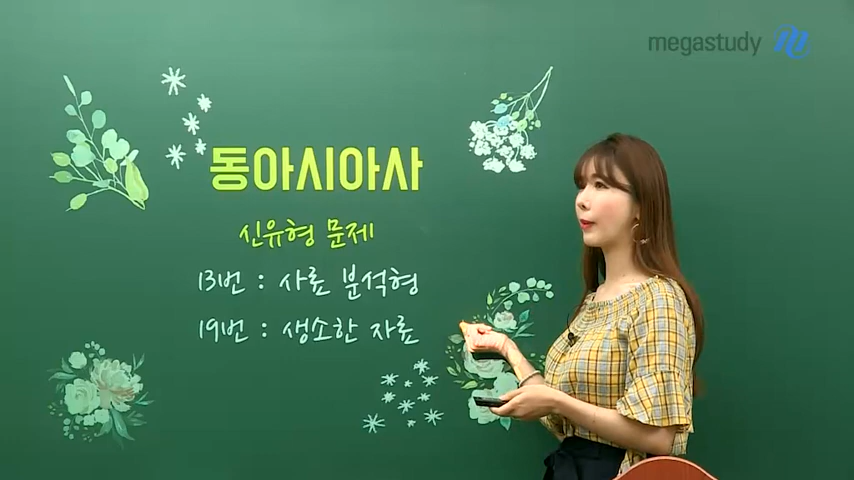 megastudy
동아시아사
신유형 문제
13번 : 사료 분석형
19번 : 생소한 자료